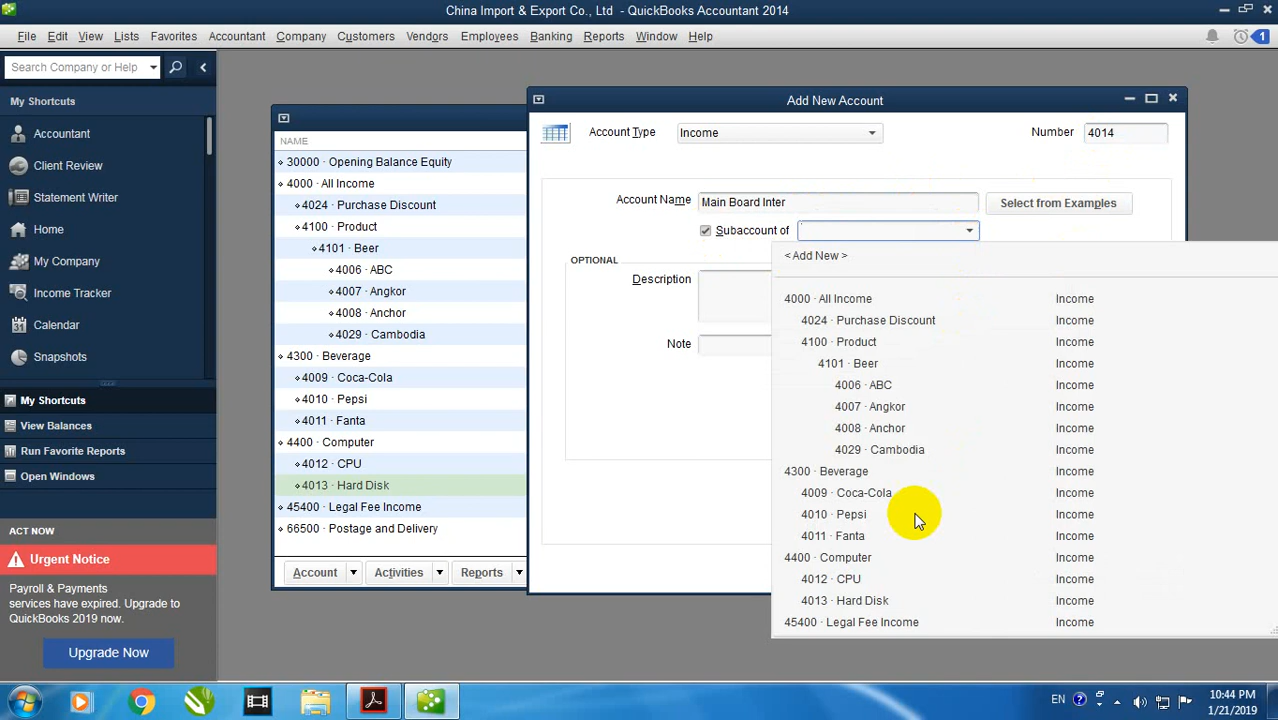 China Import & Export Co., Ltd - QuickBooks Accountant 2014
File Edit View Lists Favorites Accountant Company Customers Vendors Employees Banking Reports Window Help
1
Search Company or Help
My Shortcuts
Accountant
Client Review
Statement Writer
Home
My Company
Income Tracker
Calendar
Snapshots
My Shortcuts
View Balances
Run Favorite Reports
Open Windows
ACT NOW
Urgent Notice
Payroll & Payments
services have expired. Upgrade to
QuickBooks 2019 now.
Upgrade Now
NAME
30000 · Opening Balance Equity
4000 · All Income
4024 · Purchase Discount
4100 · Product
4101 · Beer
4006 · ABC
4007 · Angkor
4008 · Anchor
4029 · Cambodia
4300 · Beverage
4009 · Coca-Cola
4010 · Pepsi
4011 · Fanta
4400 · Computer
4012 · CPU
4013 · Hard Disk
45400 · Legal Fee Income
66500 · Postage and Delivery
Account Activities Reports
Add New Account
Account Type Income Number 4014
Account Name Main Board Inter Select from Examples
Subaccount of
OPTIONAL
Description
Note
< Add New >
4000 · All Income Income
4024 · Purchase Discount Income
4100 · Product Income
4101 · Beer Income
4006 · ABC Income
4007 · Angkor Income
4008 · Anchor Income
4029 · Cambodia Income
4300 · Beverage Income
4009 · Coca-Cola Income
4010 · Pepsi Income
4011 · Fanta Income
4400 · Computer Income
4012 · CPU Income
4013 · Hard Disk Income
45400 · Legal Fee Income Income
EN 10:44 PM
1/21/2019